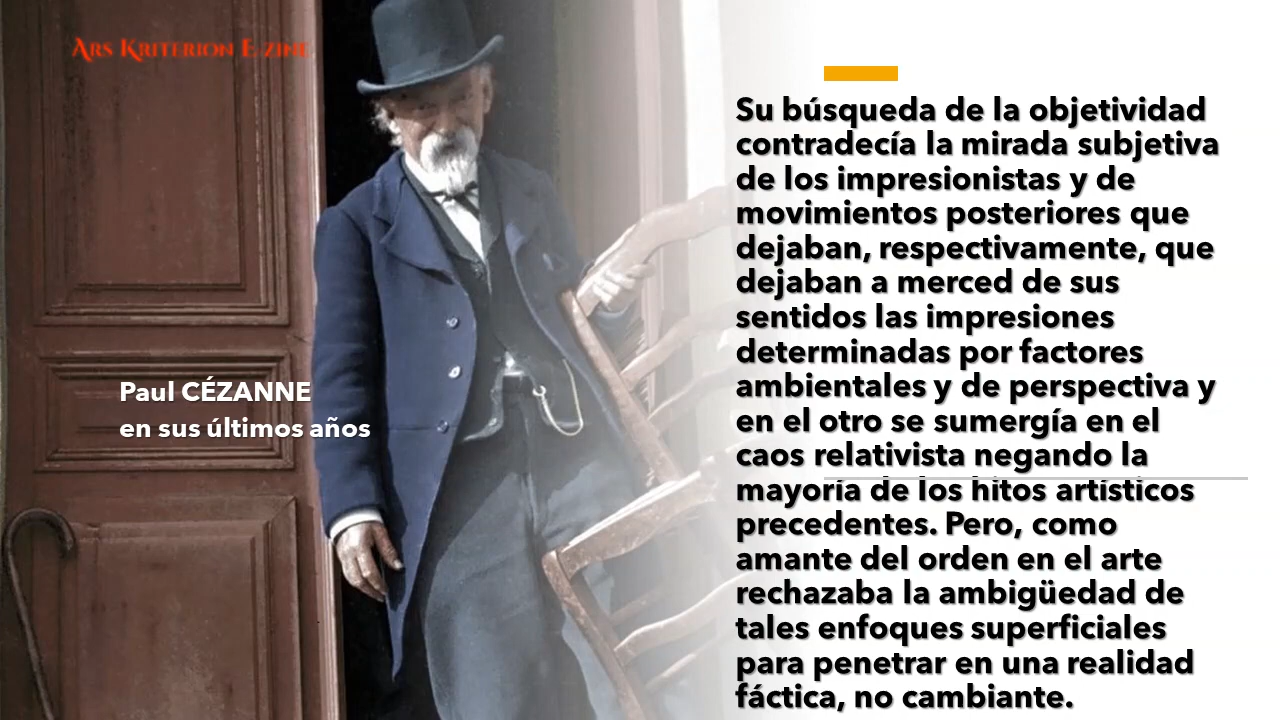 Ars Kriterion E-zine
Su búsqueda de la objetividad
contradecía la mirada subjetiva
de los impresionistas y de
movimientos posteriores que
dejaban, respectivamente, que
dejaban a merced de sus
sentidos las impresiones
determinadas por factores
ambientales y de perspectiva y
en el otro se sumergía en el
caos relativista negando la
mayoría de los hitos artísticos
precedentes. Pero, como
amante del orden en el arte
rechazaba la ambigüedad de
tales enfoques superficiales
para penetrar en una realidad
fáctica, no cambiante.
Paul CÉZANNE
en sus últimos años